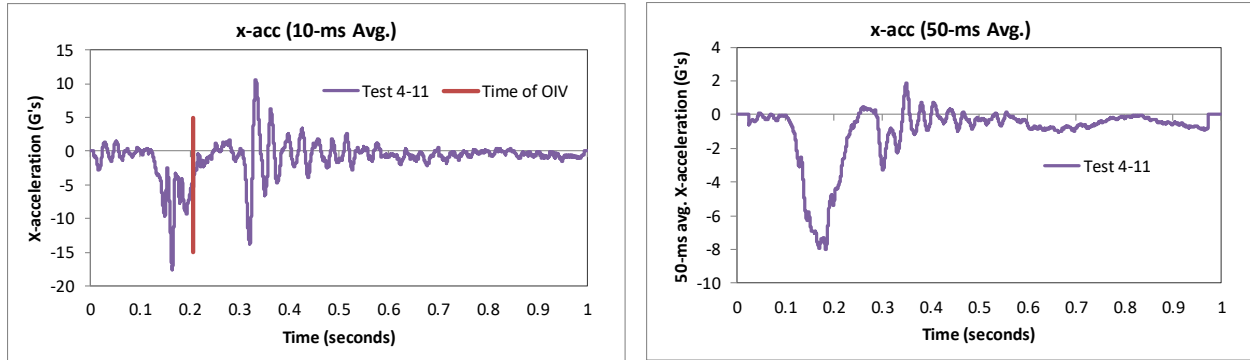 x-acc (10-ms Avg.)
X-acceleration (G's)
15
10
5
0
-5
-10
-15
-20
Test 4-11
Time of OIV
0 0.1 0.2 0.3 0.4 0.5 0.6 0.7 0.8 0.9 1
Time (seconds)
x-acc (50-ms Avg.)
50-ms avg. X-acceleration (G's)
4
2
0
-2
-4
-6
-8
-10
Test 4-11
0 0.1 0.2 0.3 0.4 0.5 0.6 0.7 0.8 0.9 1
Time (seconds)